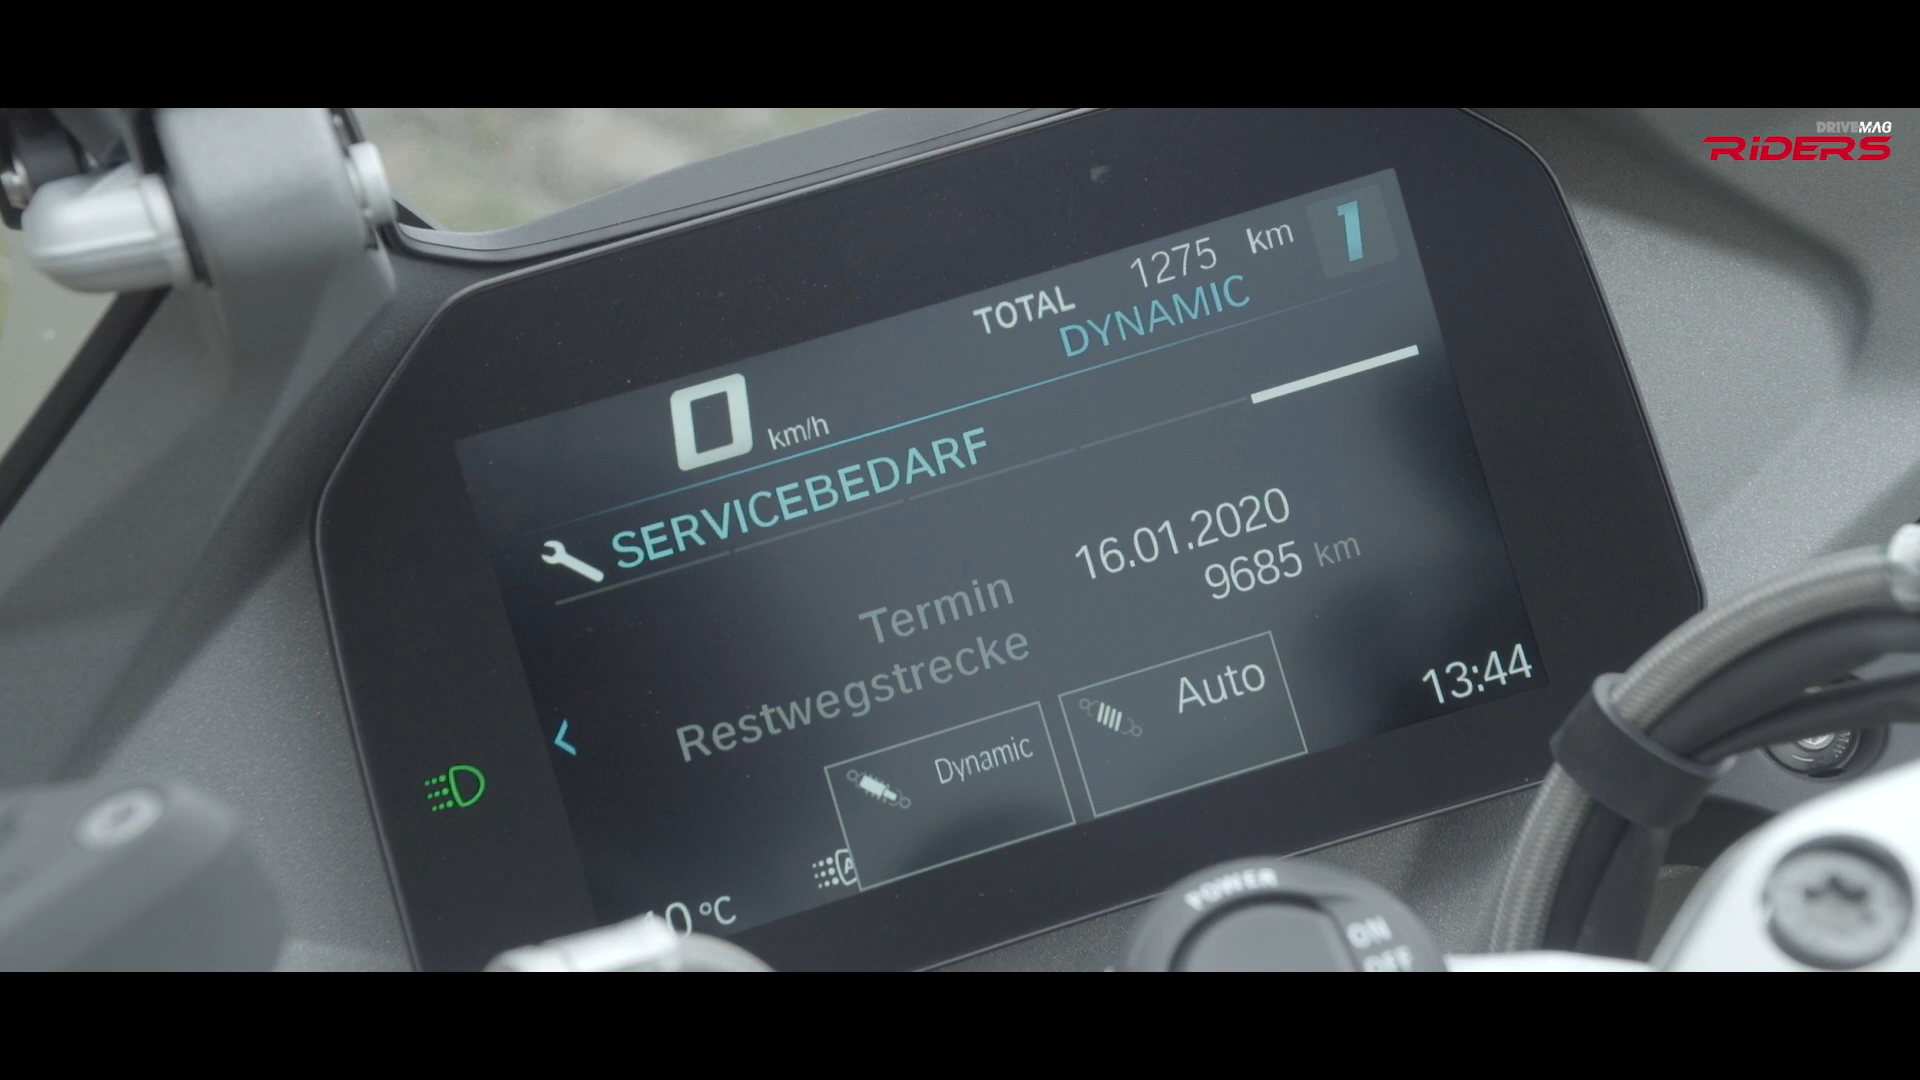 DRIVEMAG
RIDERS
TOTAL 1275 km 1
DYNAMIC
0 km/h
SERVICEBEDARF
Termin 16.01.2020
Restwegstrecke 9685 km
Dynamic
Auto
13:44
°C
POWER
ON
OFF